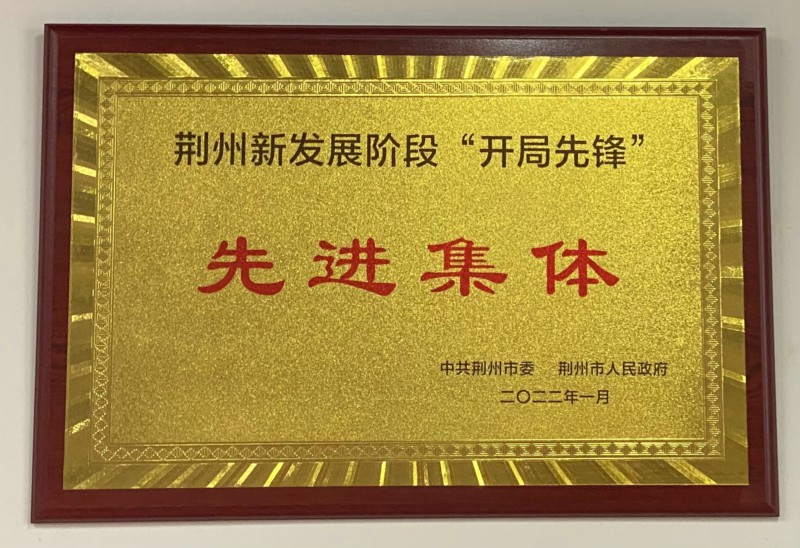 荆州新发展阶段“开局先锋”
先进集体
中共荆州市委 荆州市人民政府
二〇二二年一月